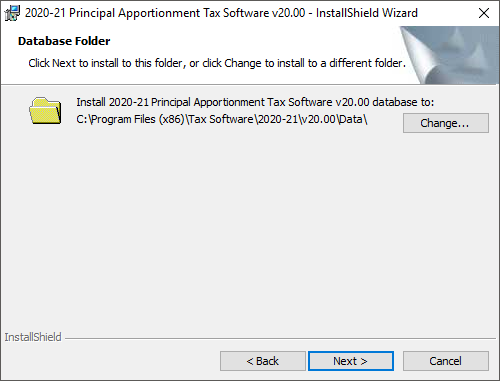 2020-21 Principal Apportionment Tax Software v20.00 - InstallShield Wizard
Database Folder
Click Next to install to this folder, or click Change to install to a different folder.
Install 2020-21 Principal Apportionment Tax Software v20.00 database to:
C:\Program Files (x86)\Tax Software\2020-21\v20.00\Data\
Change...
InstallShield
< Back
Next >
Cancel